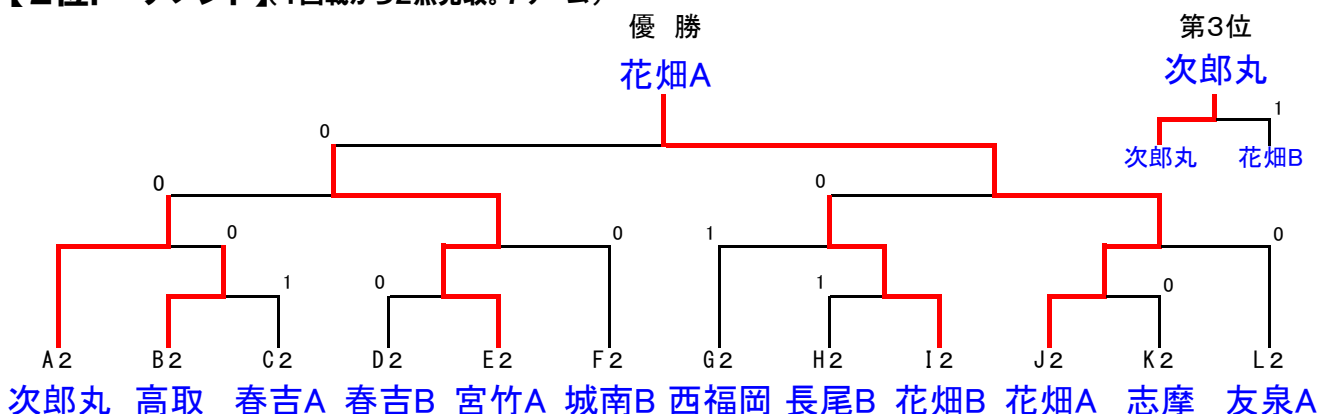 優 勝
第3位
花畑A
次郎丸
1
0
次郎丸 花畑B
0 0
0 0 1 0
1 0 1 0
A2 B2 C2 D2 E2 F2 G2 H2 I2 J2 K2 L2
次郎丸 高取 春吉A 春吉B 宮竹A 城南B 西福岡 長尾B 花畑B 花畑A 志摩 友泉A